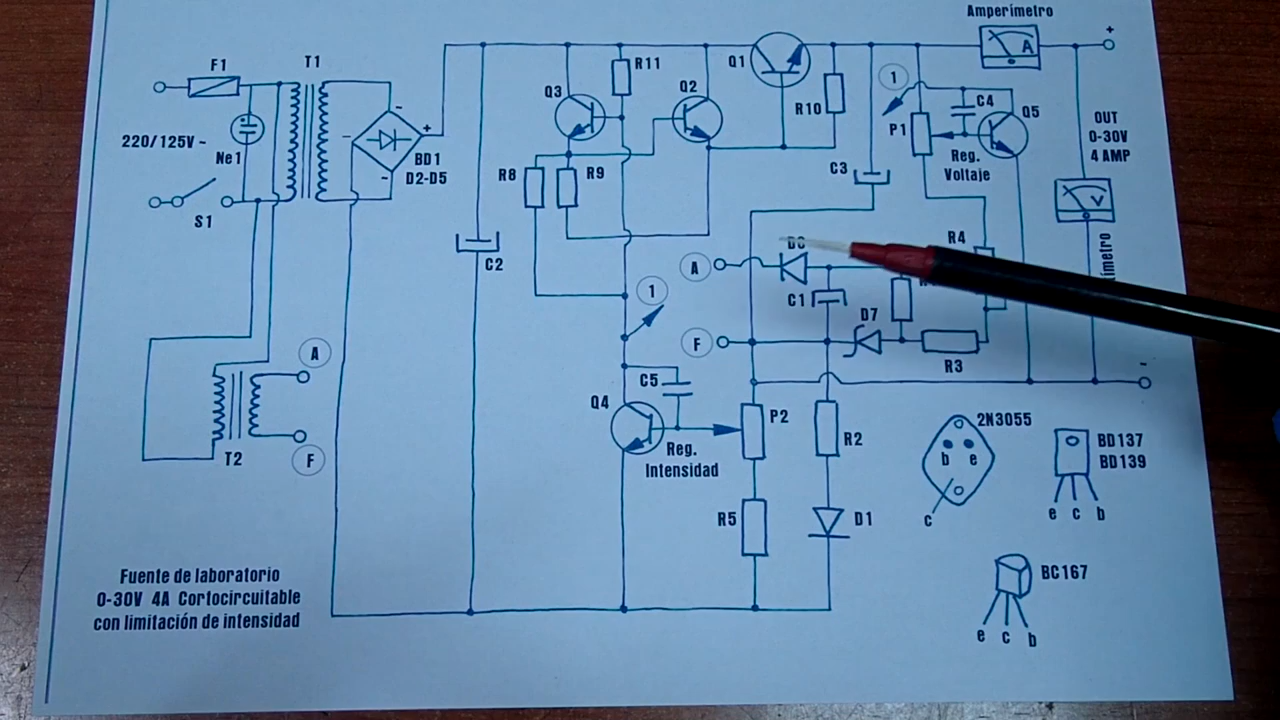 Amperímetro
F1
T1
R11
Q1
+
A
Q3
Q2
1
C4
Q5
R10
P1
220/125V ~
Ne1
+
-
-
-
BD1
D2-D5
Reg.
Voltaje
OUT
0-30V
4 AMP
C3
R8
R9
S1
V
R4
C2
A
1
C1
D7
F
R3
-
A
C5
Q4
P2
R2
Reg.
Intensidad
2N3055
b e
c
BD137
BD139
e c b
T2
F
R5
D1
BC167
e c b
Fuente de laboratorio
0-30V 4A Cortocircuitable
con limitación de intensidad